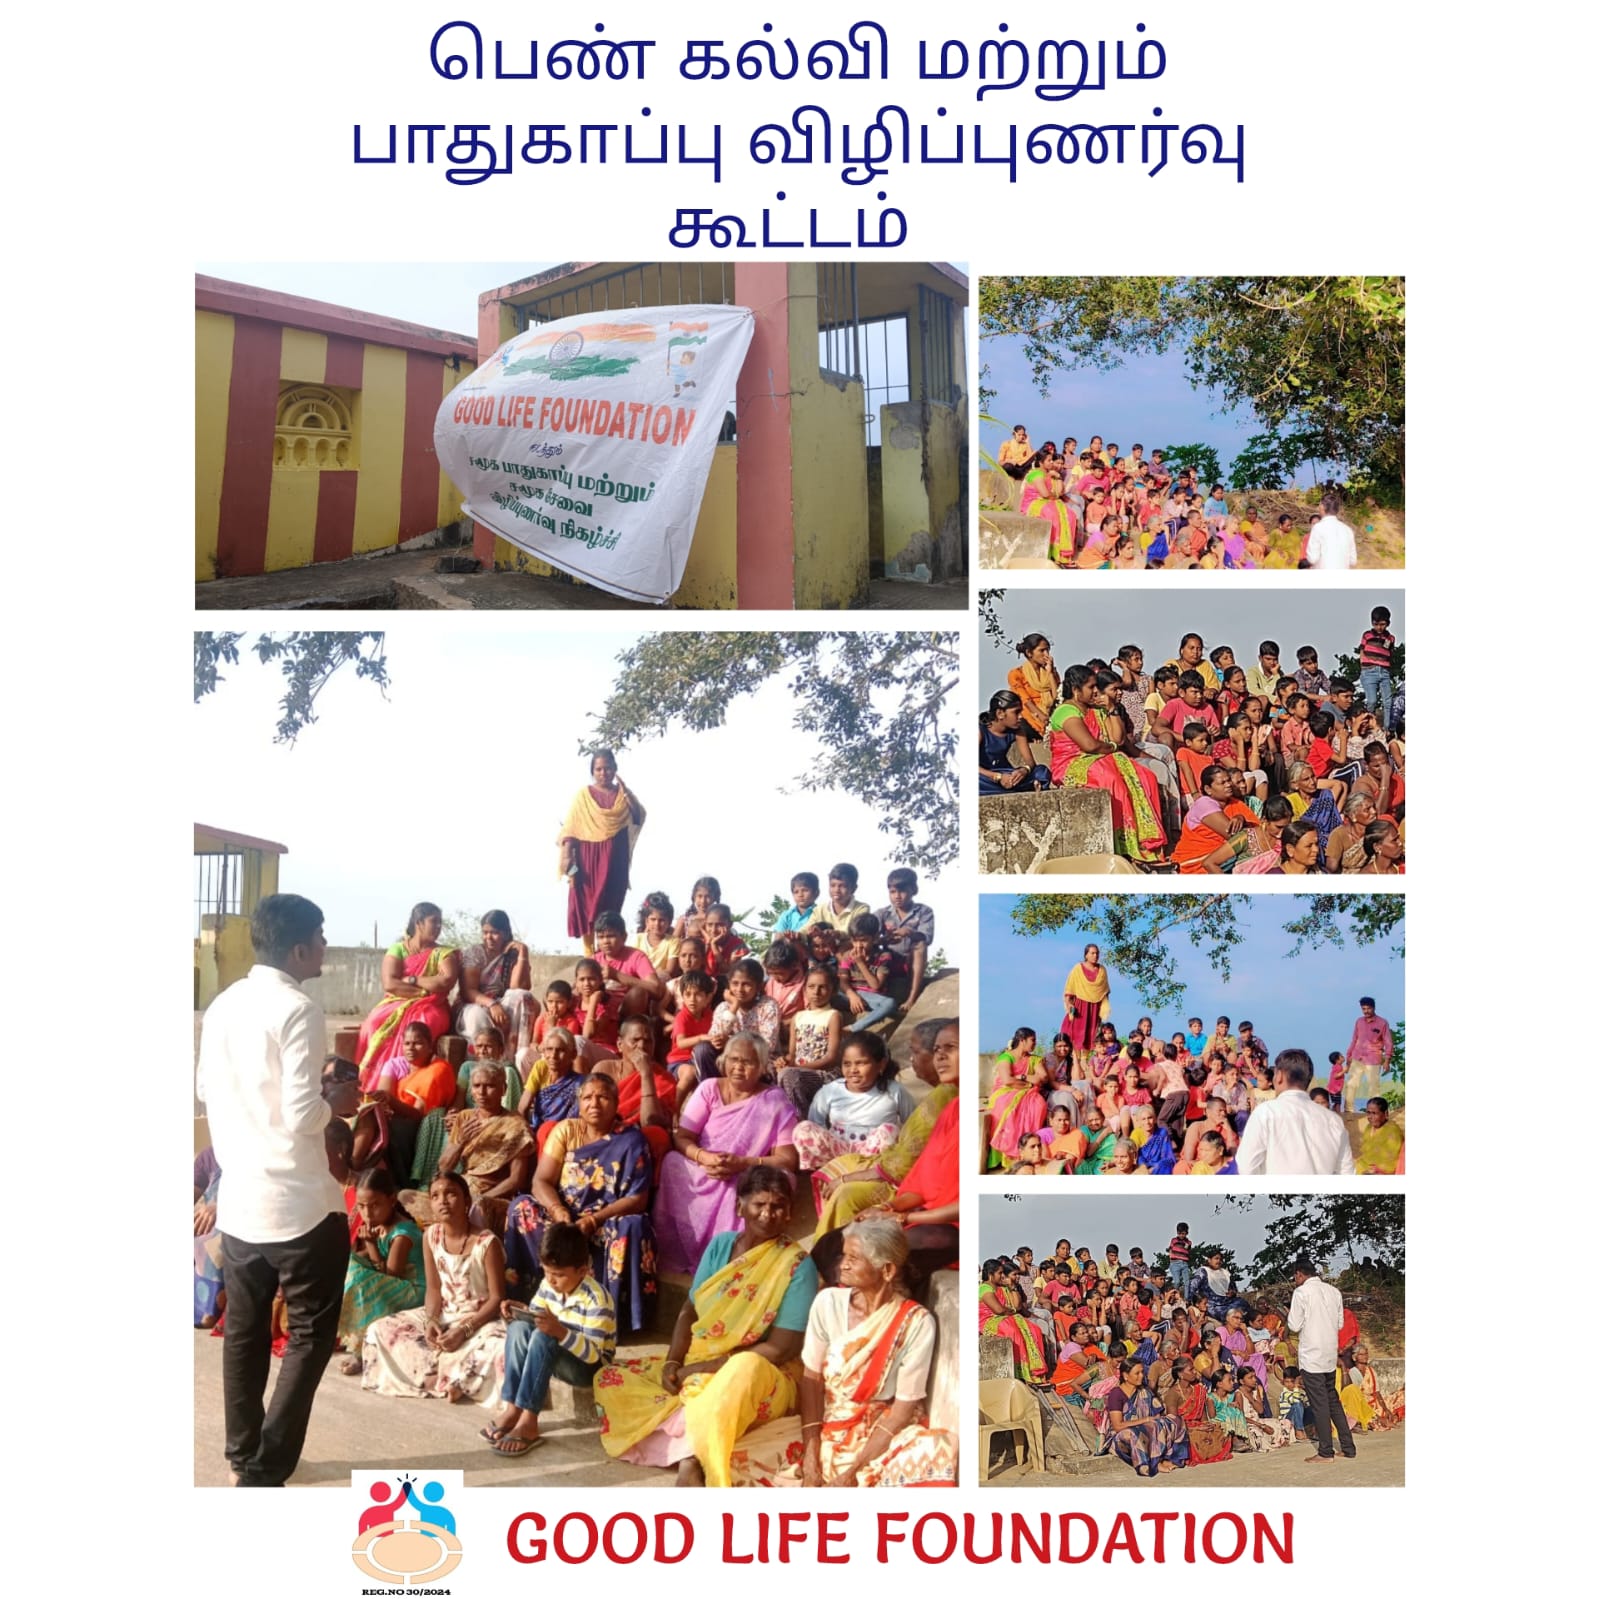 பெண் கல்வி மற்றும்
பாதுகாப்பு விழிப்புணர்வு
கூட்டம்
GOOD LIFE FOUNDATION
நடத்தும்
சமூக பாதுகாப்பு மற்றும்
சமூக சேவை
விழிப்புணர்வு நிகழ்ச்சி
GOOD LIFE FOUNDATION
REG.NO 30/2024